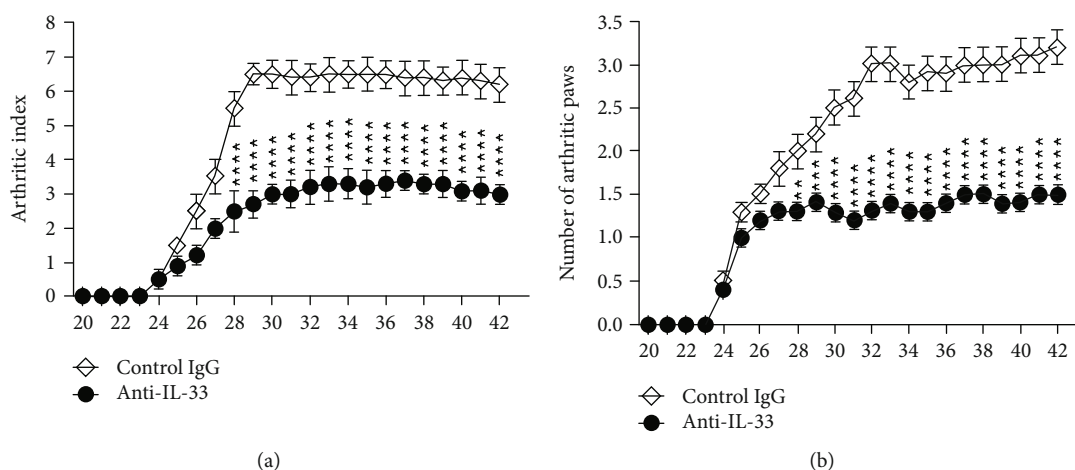 Arthritic index
8
7
6
5
4
3
2
1
0
20 22 24 26 28 30 32 34 36 38 40 42
Control IgG
Anti-IL-33
(a)
Number of arthritic paws
3.5
3.0
2.5
2.0
1.5
1.0
0.5
0.0
20 22 24 26 28 30 32 34 36 38 40 42
Control IgG
Anti-IL-33
(b)